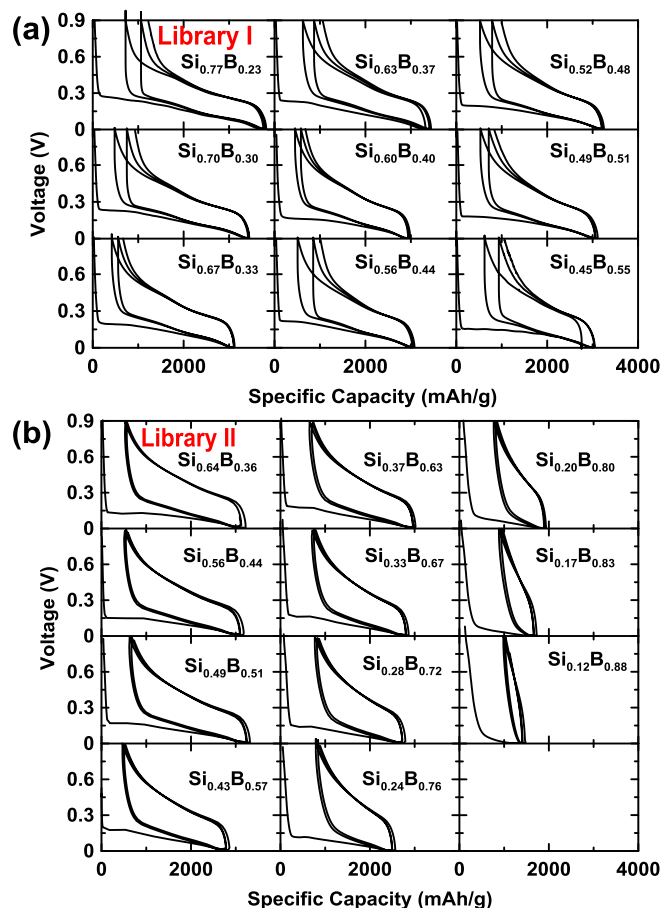 (a)
Library I
0.9
0.6
0.3
0
0.6
0.3
0
0.6
0.3
0
Voltage (V)
Si0.77B0.23
Si0.63B0.37
Si0.52B0.48
Si0.70B0.30
Si0.60B0.40
Si0.49B0.51
Si0.67B0.33
Si0.56B0.44
Si0.45B0.55
0 2000 0 2000 0 2000 4000
Specific Capacity (mAh/g)
(b)
Library II
0.9
0.6
0.3
0
0.6
0.3
0
0.6
0.3
0
0.6
0.3
0
Voltage (V)
Si0.64B0.36
Si0.37B0.63
Si0.20B0.80
Si0.56B0.44
Si0.33B0.67
Si0.17B0.83
Si0.49B0.51
Si0.28B0.72
Si0.12B0.88
Si0.43B0.57
Si0.24B0.76
0 2000 0 2000 0 2000 4000
Specific Capacity (mAh/g)